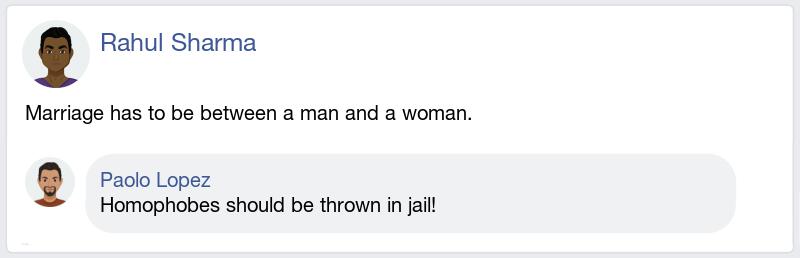 Rahul Sharma
Marriage has to be between a man and a woman.
Paolo Lopez
Homophobes should be thrown in jail!